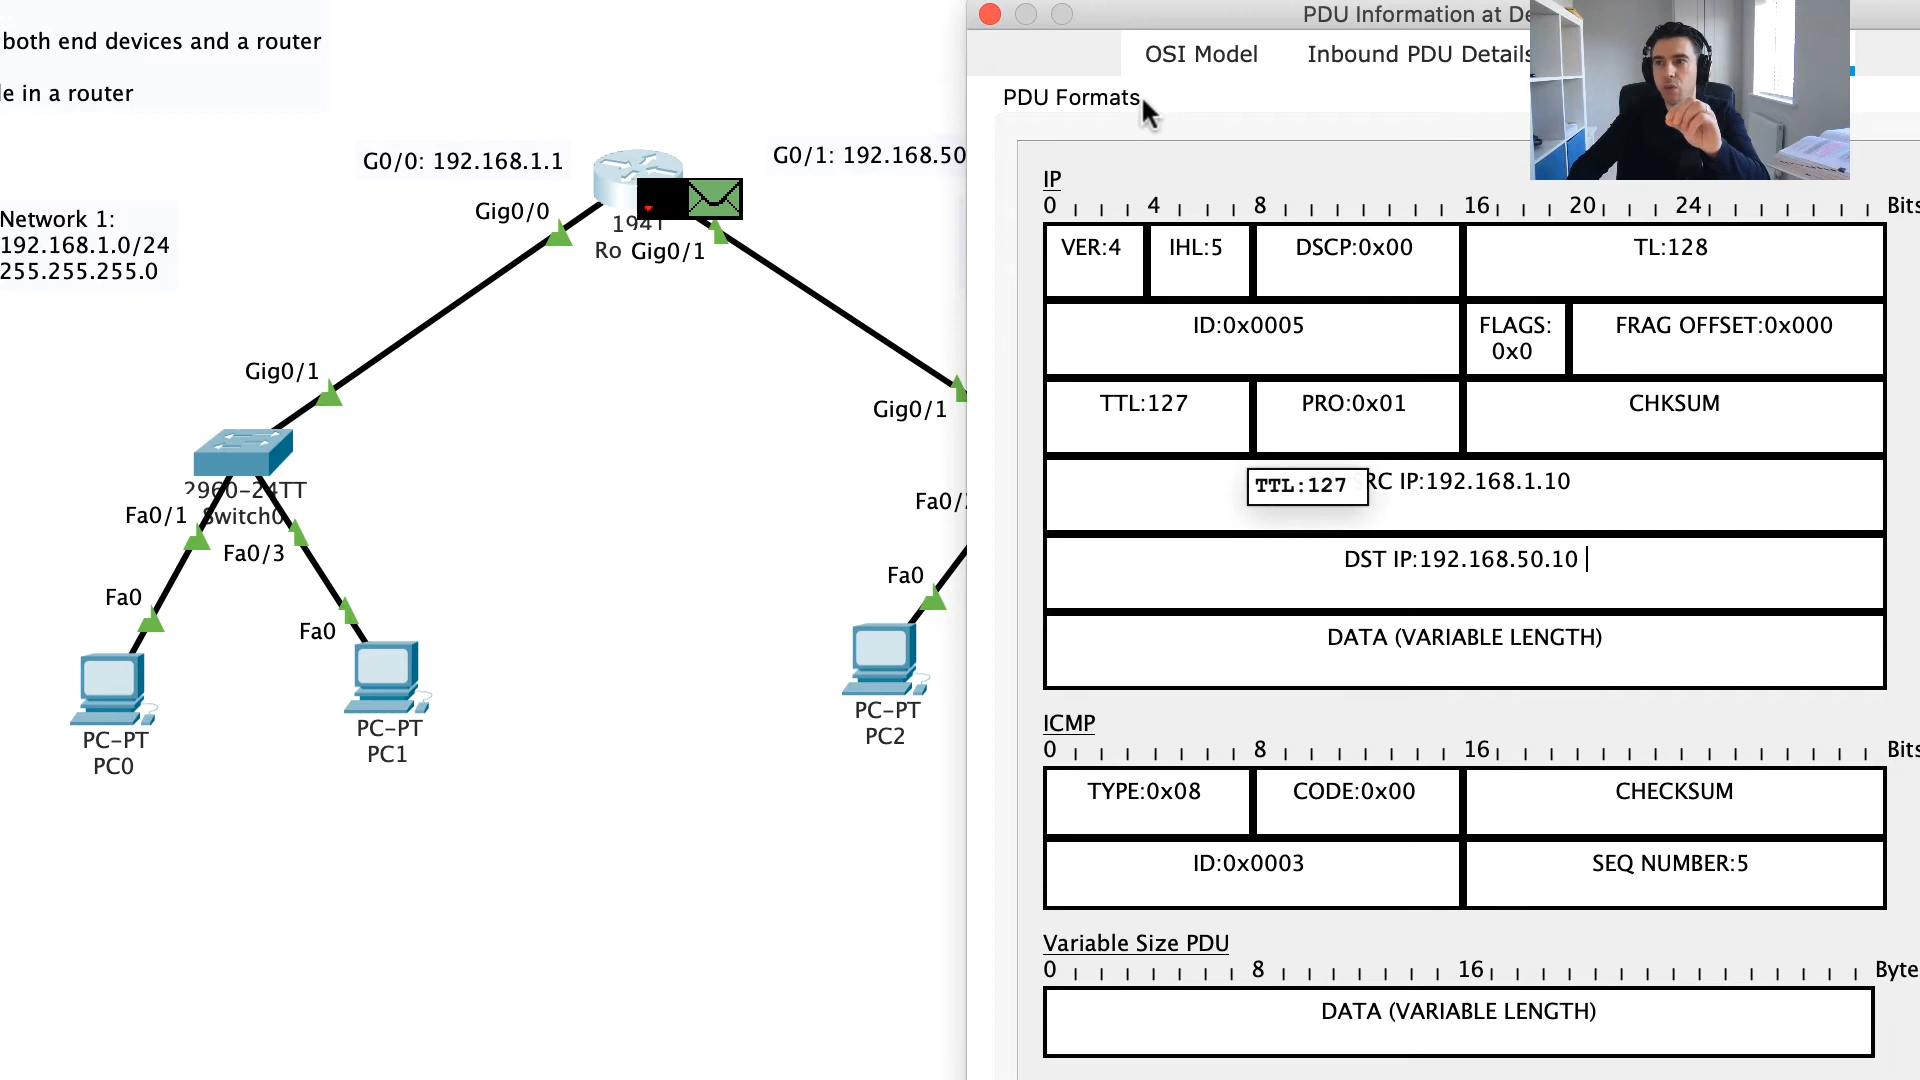 both end devices and a router
le in a router
G0/0: 192.168.1.1
G0/1: 192.168.50
Gig0/0
1941
Ro
Gig0/1
Network 1:
192.168.1.0/24
255.255.255.0
Gig0/1
Gig0/1
2960-24TT
Switch0
Fa0/1
Fa0/3
Fa0/
Fa0
Fa0
Fa0
PC-PT
PC0
PC-PT
PC1
PC-PT
PC2
PDU Information at De
OSI Model
Inbound PDU Details
PDU Formats
IP
0 4 8 16 20 24 Bits
VER:4 IHL:5 DSCP:0x00 TL:128
ID:0x0005 FLAGS: 0x0 FRAG OFFSET:0x000
TTL:127 PRO:0x01 CHKSUM
TTL:127
RC IP:192.168.1.10
DST IP:192.168.50.10
DATA (VARIABLE LENGTH)
ICMP
0 8 16 Bits
TYPE:0x08 CODE:0x00 CHECKSUM
ID:0x0003 SEQ NUMBER:5
Variable Size PDU
0 8 16 Byte
DATA (VARIABLE LENGTH)